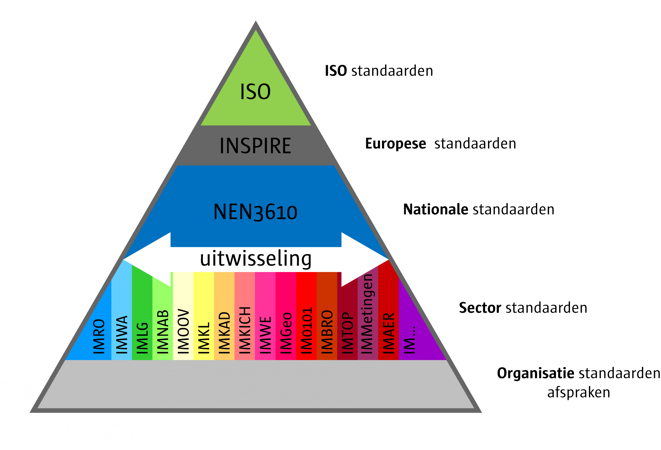 ISO standaarden
ISO
INSPIRE
Europese standaarden
NEN3610
Nationale standaarden
uitwisseling
IMRO
IMWA
IMLG
IMNAB
IMOOV
IMKL
IMKAD
IMKICH
IMWE
IMGeo
IM0101
IMBRO
IMTOP
IMMetingen
IMAER
IM...
Sector standaarden
Organisatie standaarden
afspraken